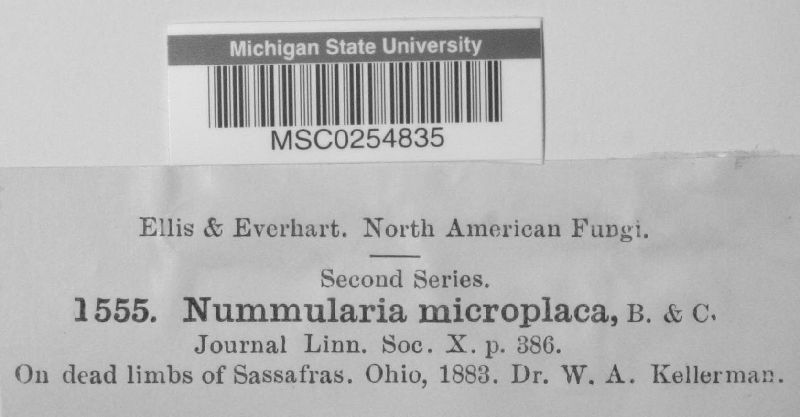 Michigan State University
MSC0254835
Ellis & Everhart. North American Fungi.
Second Series.
1555. Nummularia microplaca, B. & C.
Journal Linn. Soc. X. p. 386.
On dead limbs of Sassafras. Ohio, 1883. Dr. W. A. Kellerman.